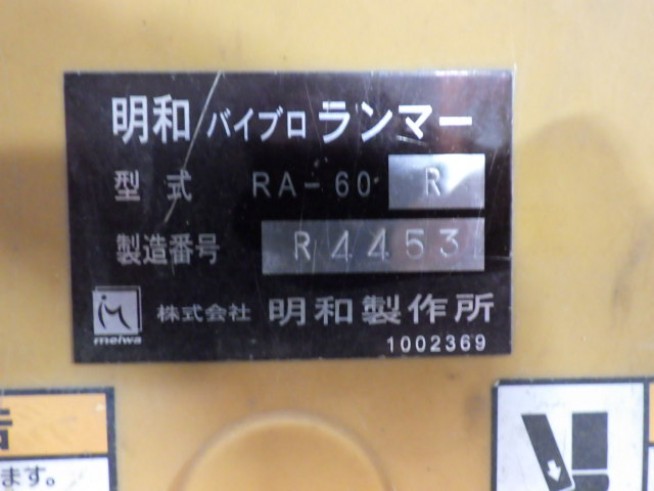 明和 バイブロ ランマー
型式 RA-60 R
製造番号 R4453
meiwa 株式会社 明和製作所
1002369
告
ます。